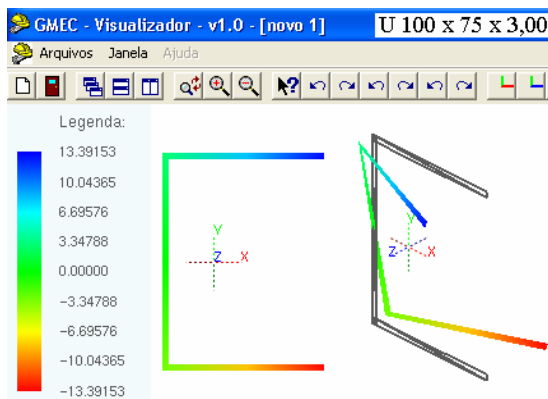 GMEC - Visualizador - v1.0 - [novo 1]
U 100 x 75 x 3,00
Arquivos Janela Ajuda
Legenda:
13.39153
10.04365
6.69576
3.34788
0.00000
-3.34788
-6.69576
-10.04365
-13.39153
Y
Z X
Y
Z X